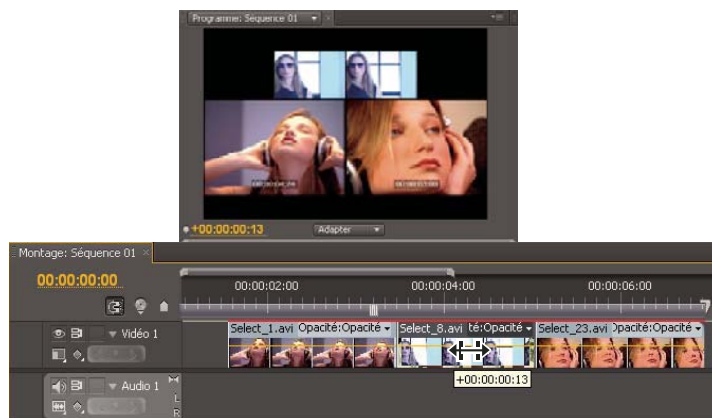 Programme: Séquence 01
+00:00:00:13
Adapter
Montage: Séquence 01
00:00:00:00
00:00:02:00
00:00:04:00
00:00:06:00
Vidéo 1
Select_1.avi Opacité:Opacité
Select_8.avi té:Opacité
Select_23.avi Opacité:Opacité
+00:00:00:13
Audio 1
L
R